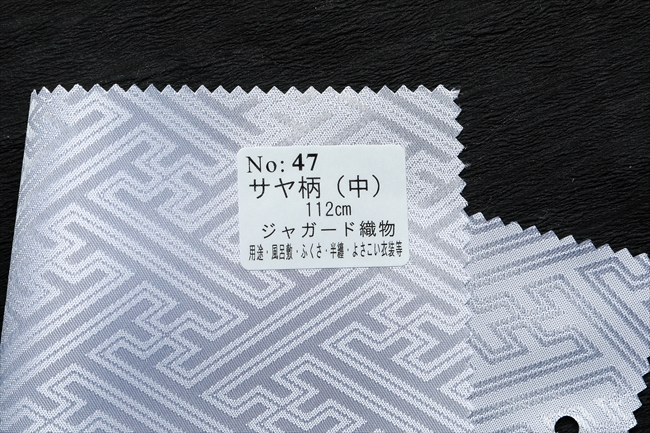 No: 47
サヤ柄（中）
112cm
ジャガード織物
用途・風呂敷・ふくさ・半纏・よさこい衣装等